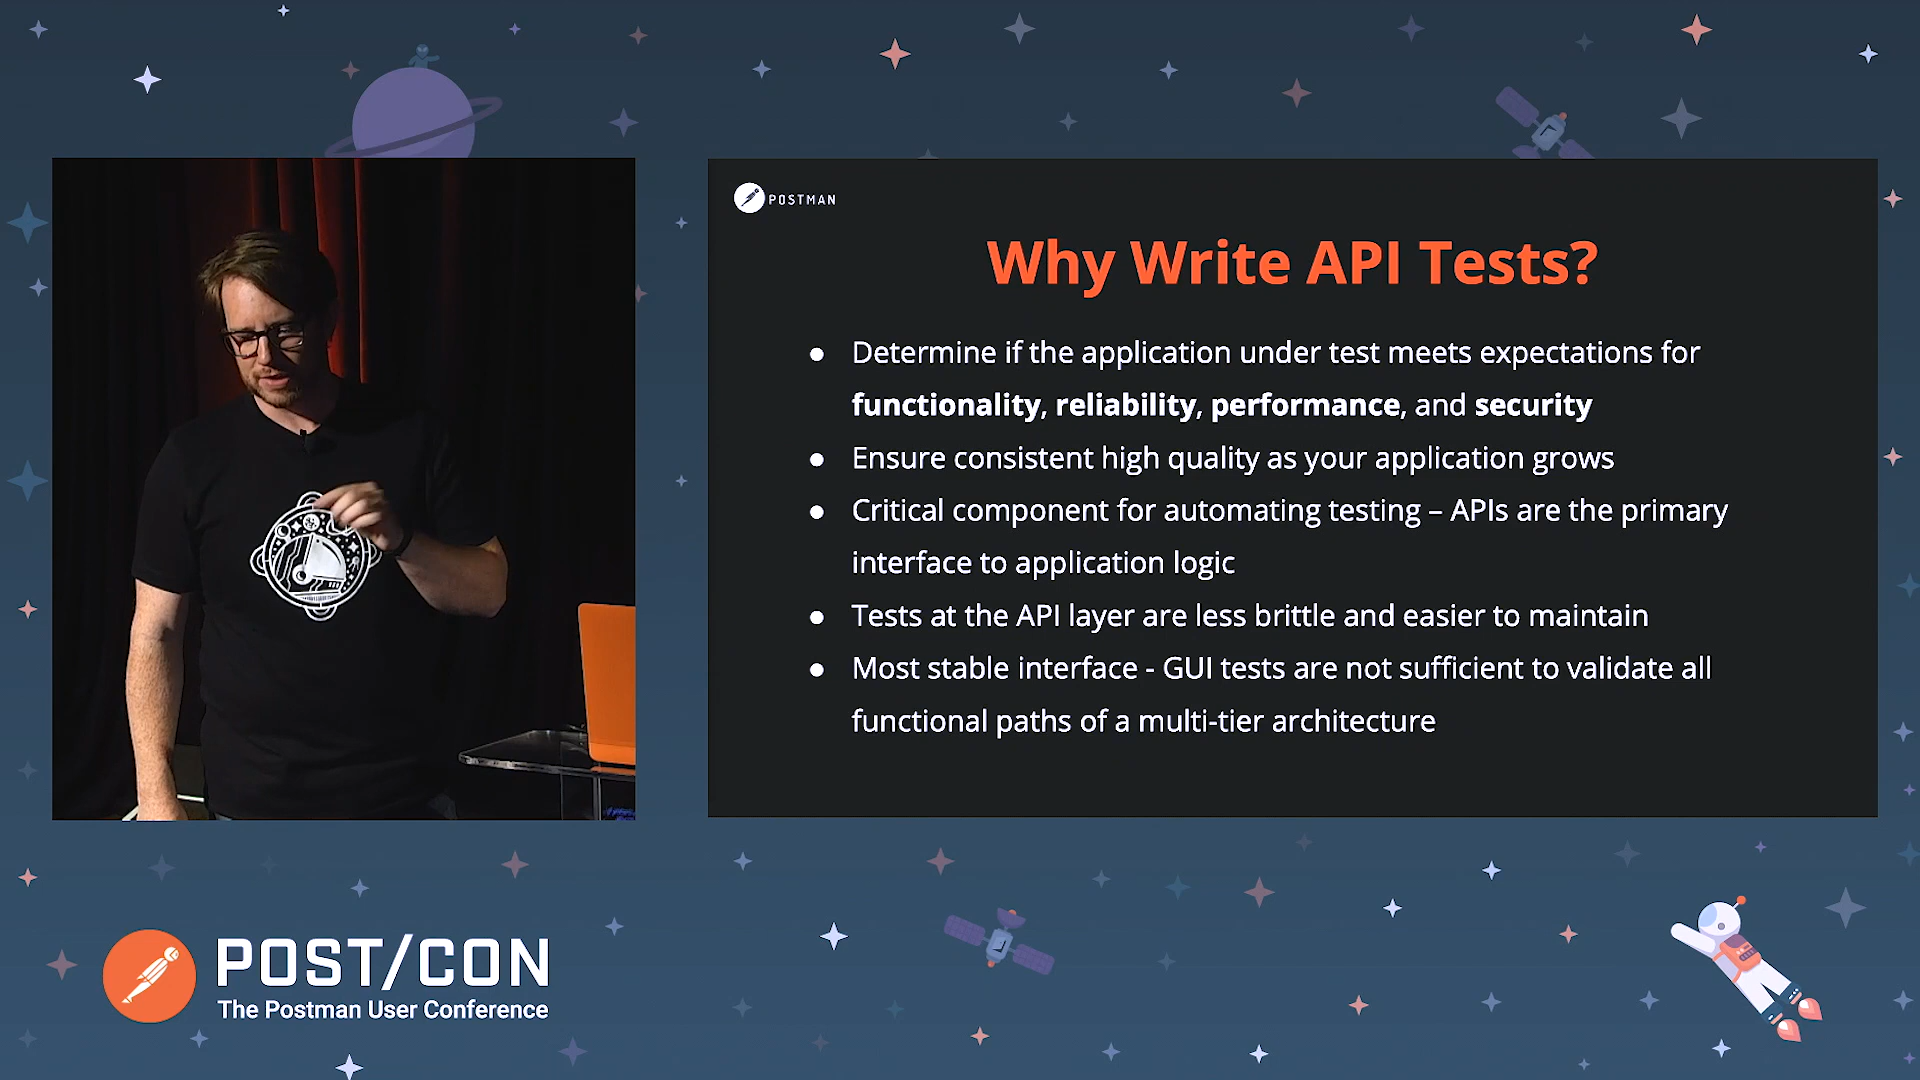 POSTMAN
Why Write API Tests?
● Determine if the application under test meets expectations for
functionality, reliability, performance, and security
● Ensure consistent high quality as your application grows
● Critical component for automating testing – APIs are the primary
interface to application logic
● Tests at the API layer are less brittle and easier to maintain
● Most stable interface - GUI tests are not sufficient to validate all
functional paths of a multi-tier architecture
POST/CON
The Postman User Conference